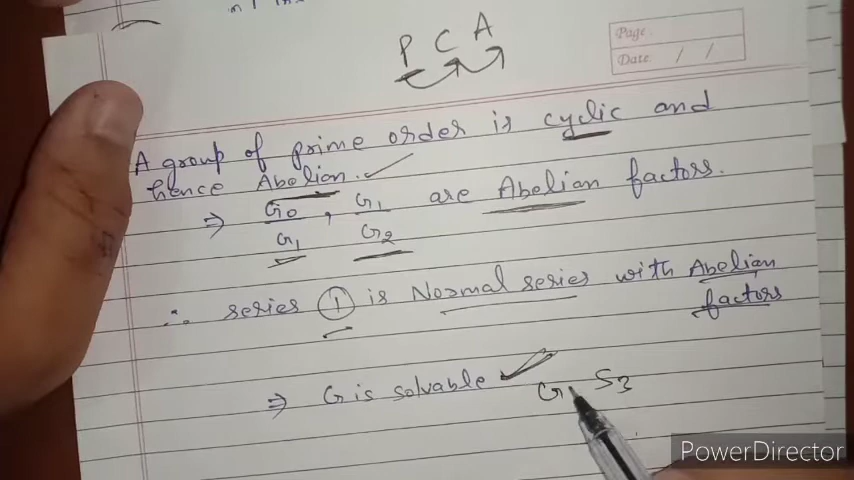 P C A
Page:
Date: / /
A group of prime order is cyclic and
hence Abelian.
⇒ G₀/G₁ , G₁/G₂ are Abelian factors.
∴ series ① is Normal series with Abelian
factors
⇒ G is solvable
G S₃
PowerDirector